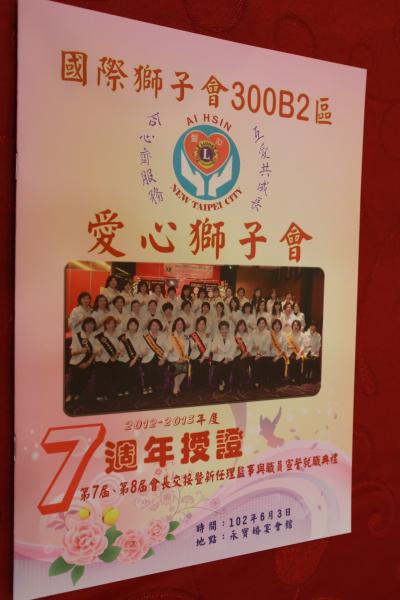 國際獅子會300B2區
AI HSIN
合心齊服務
互愛共成長
愛心
L
NEW TAIPEI CITY
愛心獅子會
2012-2013年度
7週年授證
第7屆、第8屆會長交接暨新任理監事與職員宣誓就職典禮
時間：102年6月3日
地點：永寶婚宴會館